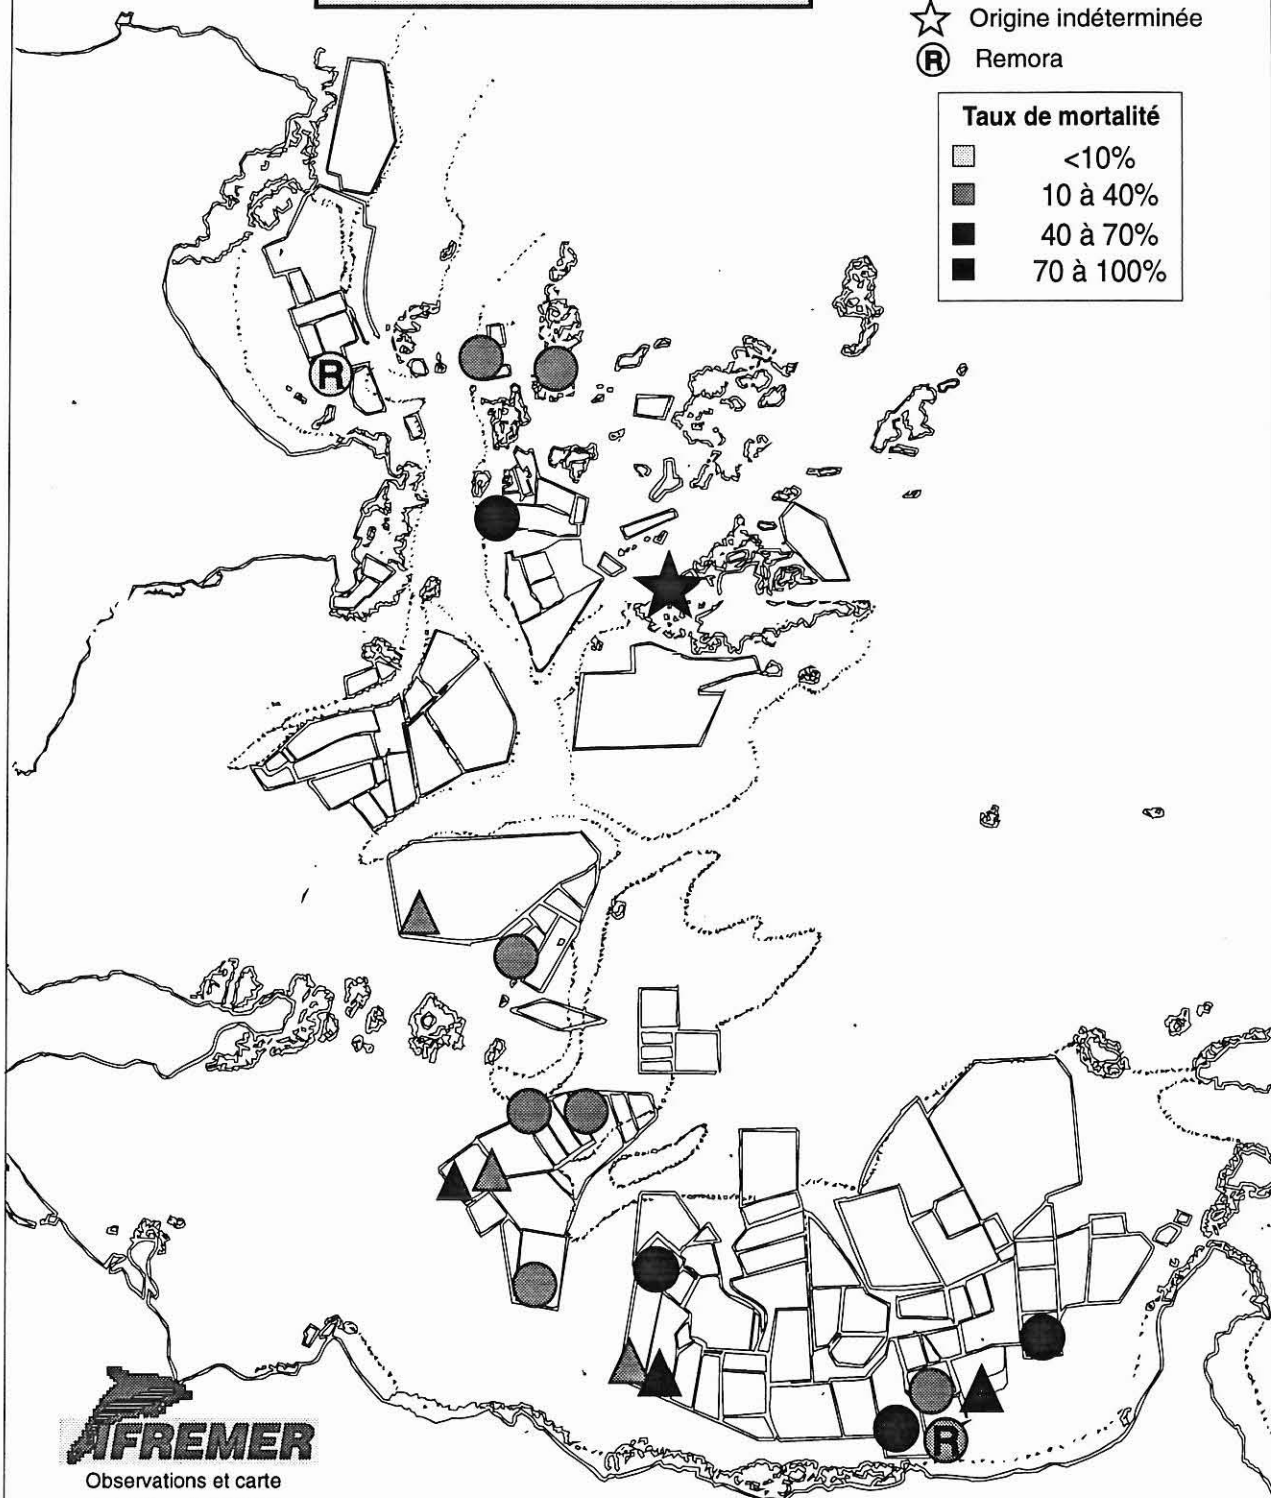 Origine indéterminée
R Remora
Taux de mortalité
<10%
10 à 40%
40 à 70%
70 à 100%
R
R
IFREMER
Observations et carte